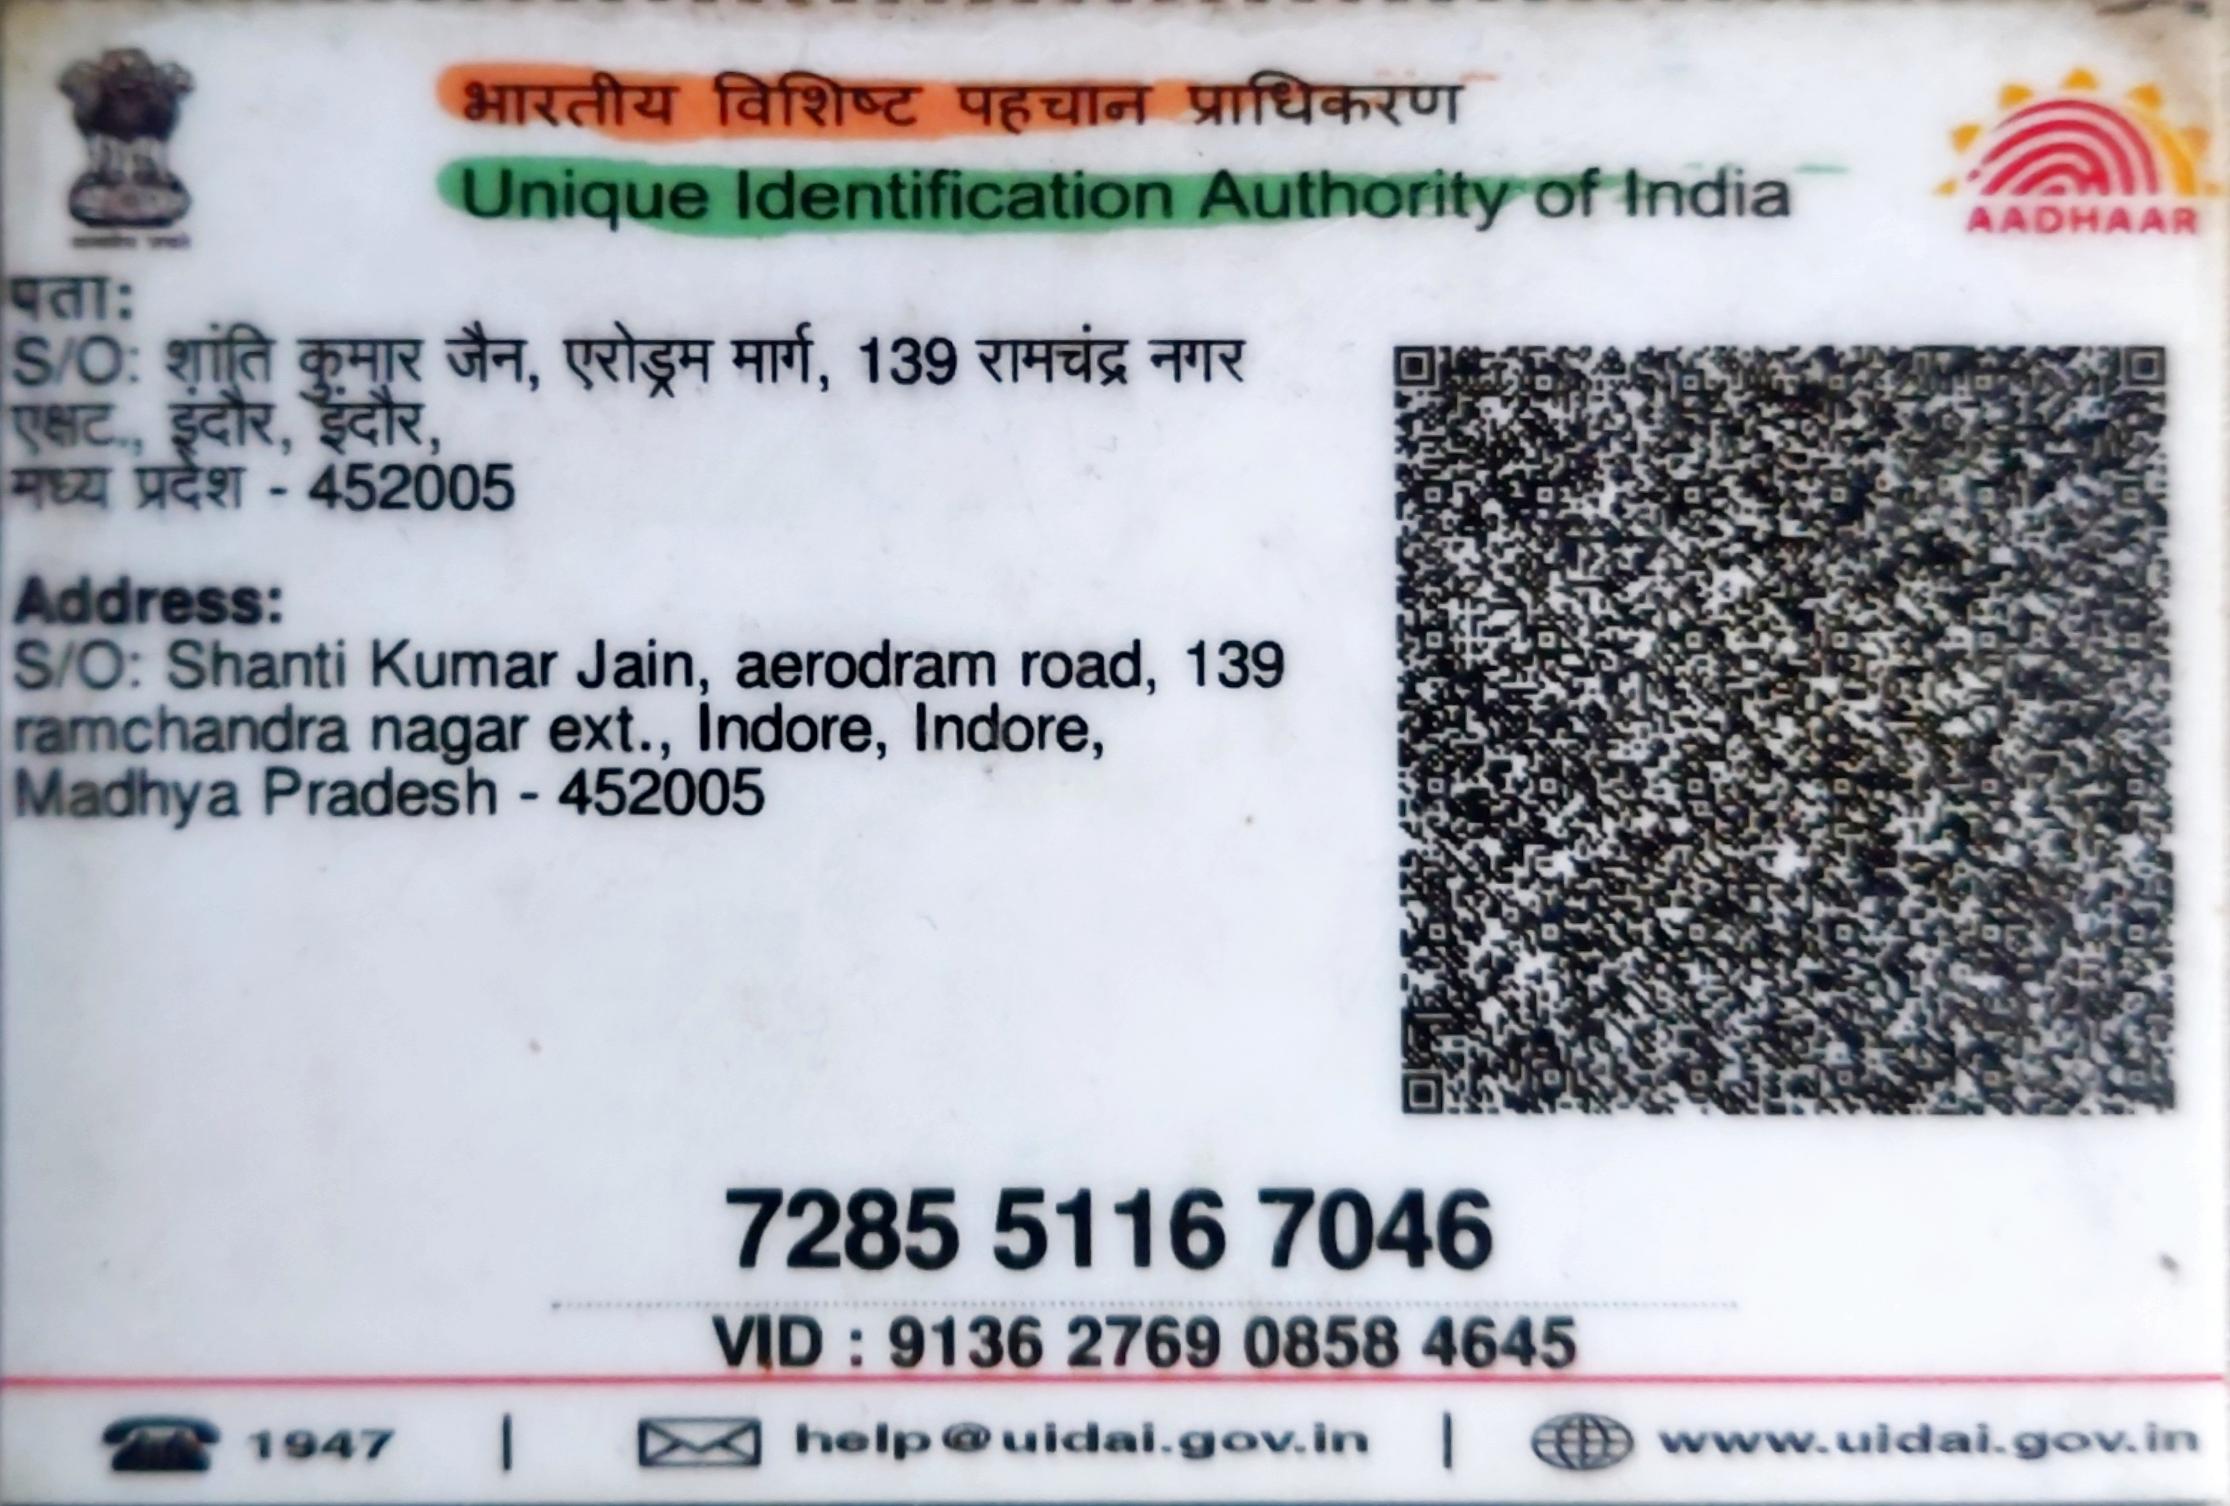 भारतीय विशिष्ट पहचान प्राधिकरण
Unique Identification Authority of India
AADHAAR
पता:
S/O: शांति कुमार जैन, एरोड्रम मार्ग, 139 रामचंद्र नगर
एक्षट., इंदौर, इंदौर,
मध्य प्रदेश - 452005
Address:
S/O: Shanti Kumar Jain, aerodram road, 139
ramchandra nagar ext., Indore, Indore,
Madhya Pradesh - 452005
7285 5116 7046
VID : 9136 2769 0858 4645
1947 | help@uidai.gov.in | www.uidai.gov.in